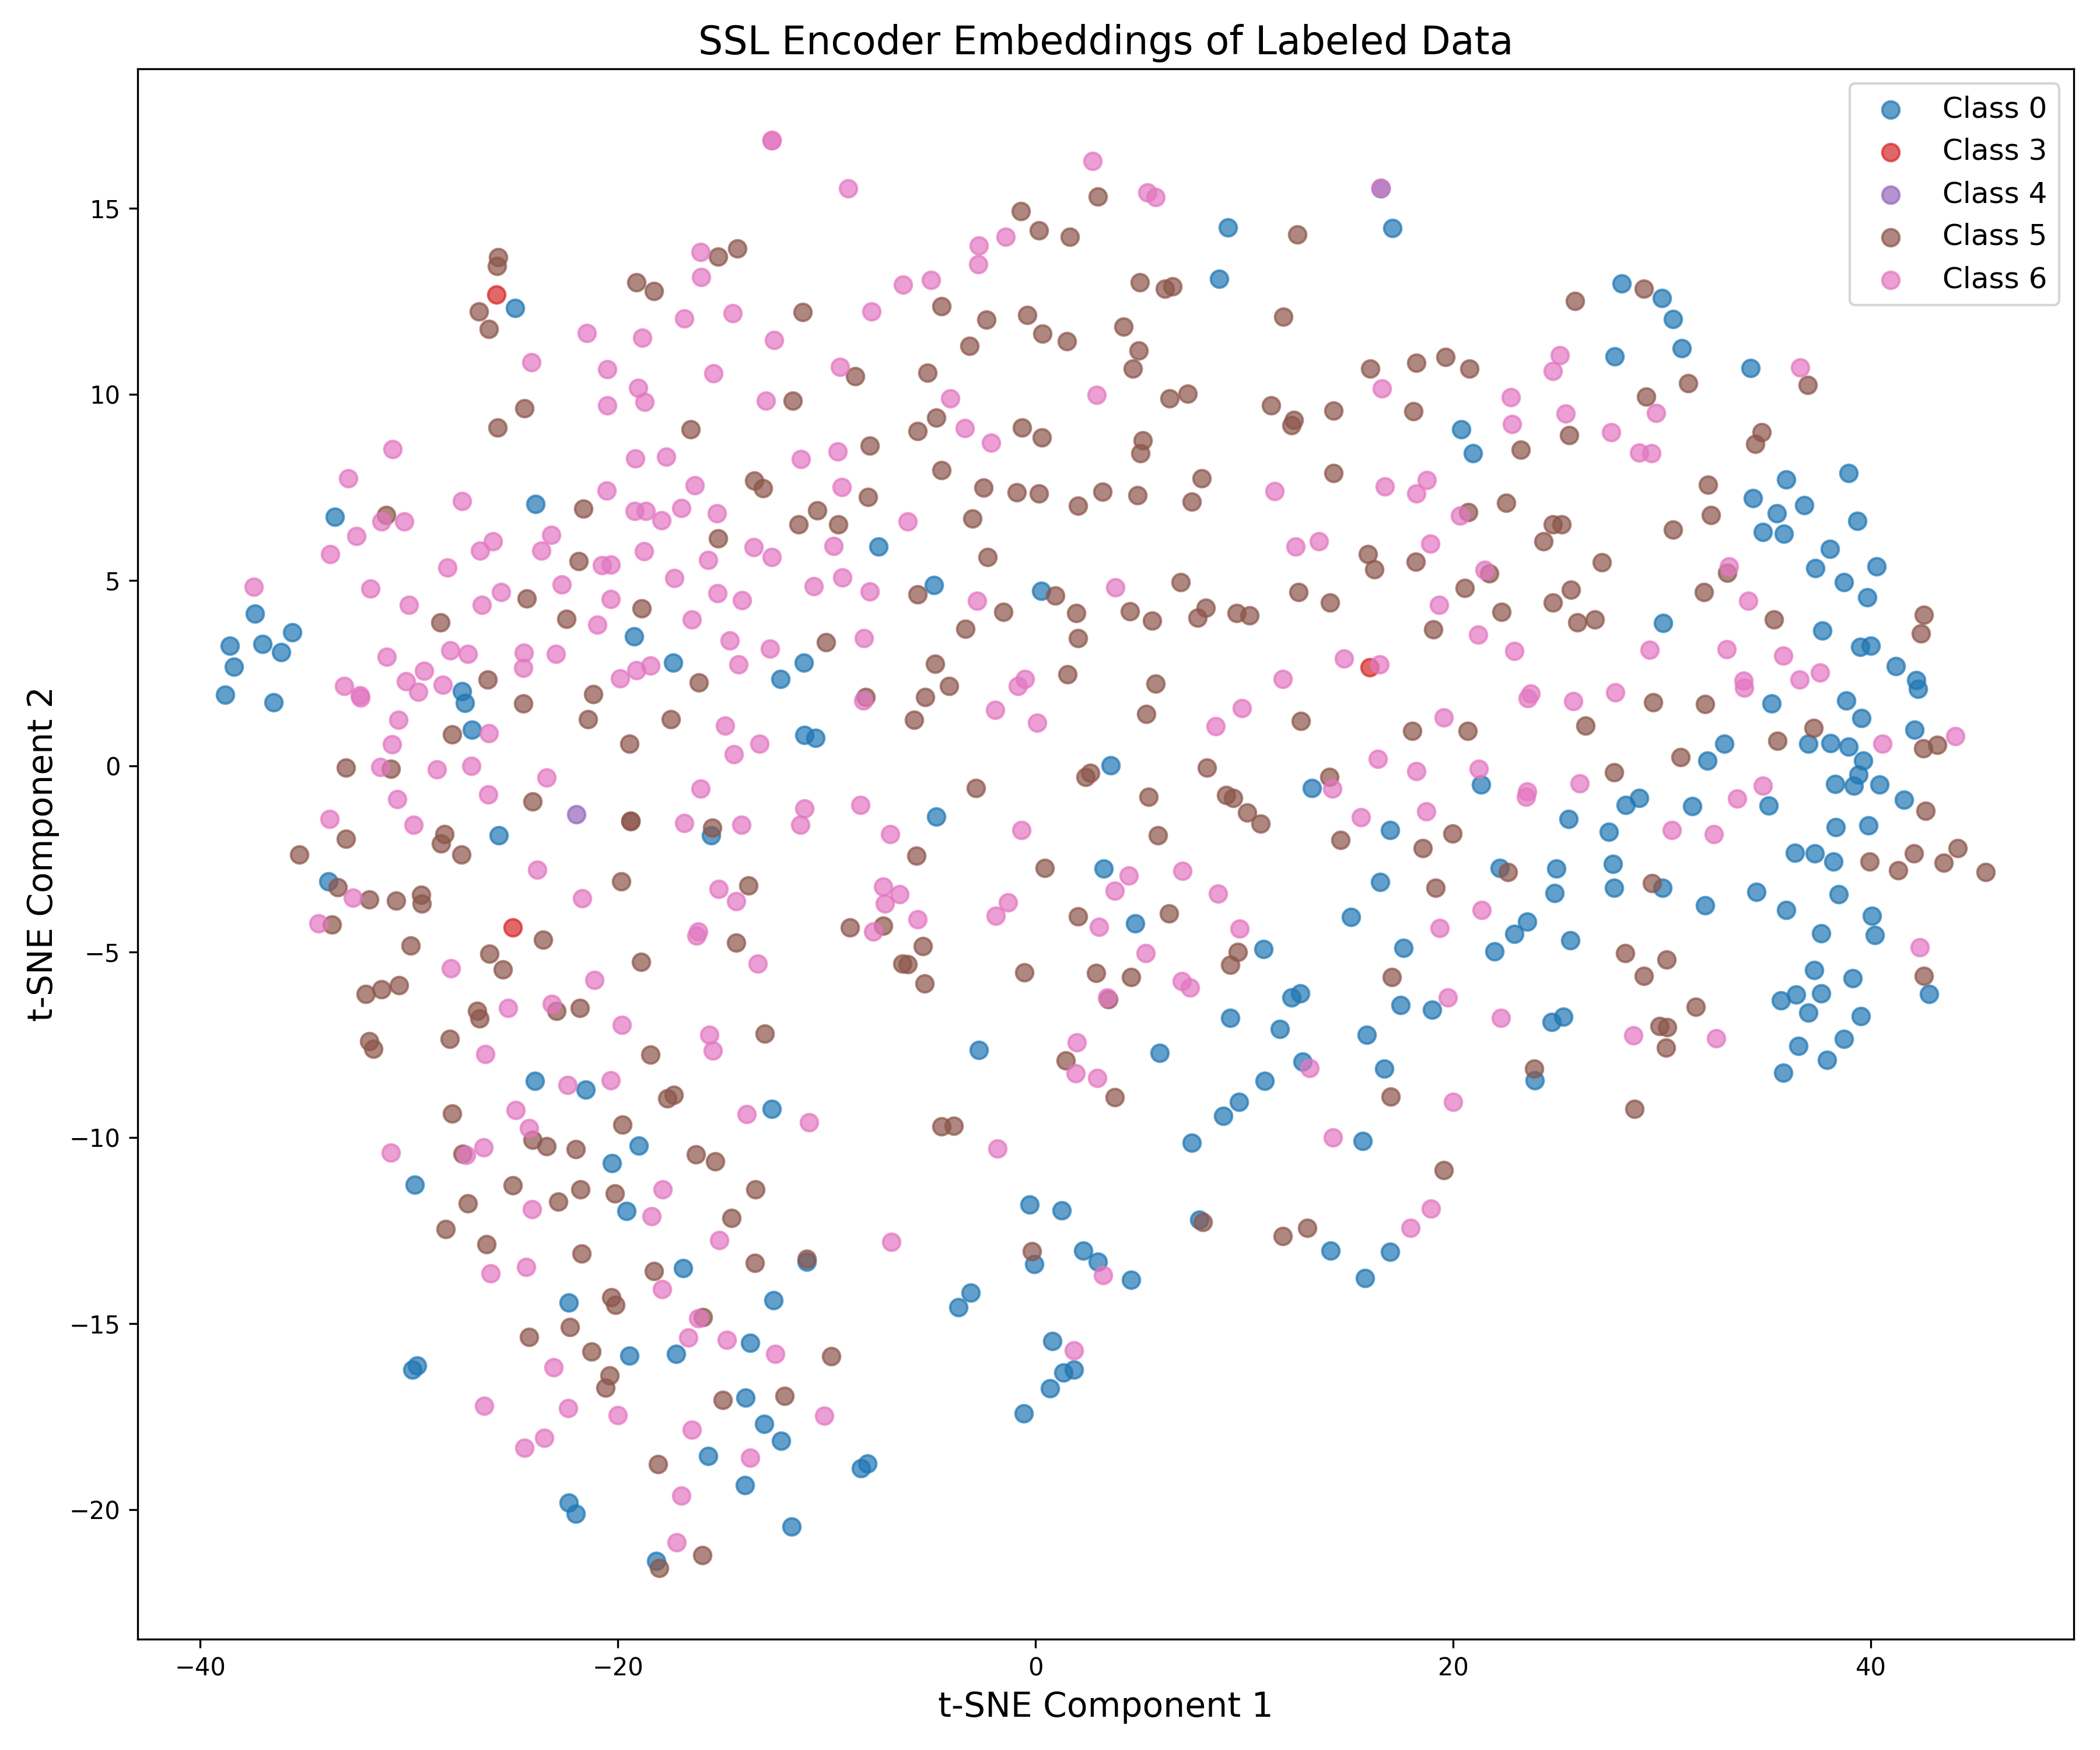 SSL Encoder Embeddings of Labeled Data
Class 0
Class 3
Class 4
Class 5
Class 6
15
10
5
0
−5
−10
−15
−20
t-SNE Component 2
−40
−20
0
20
40
t-SNE Component 1